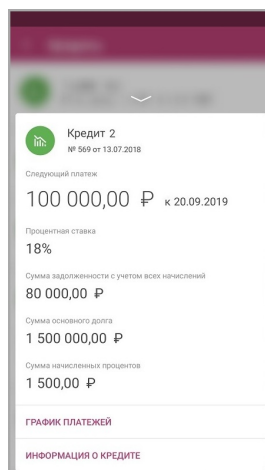 Кредит 2
№ 569 от 13.07.2018
Следующий платеж
100 000,00 ₽ к 20.09.2019
Процентная ставка
18%
Сумма задолженности с учетом всех начислений
80 000,00 ₽
Сумма основного долга
1 500 000,00 ₽
Сумма начисленных процентов
1 500,00 ₽
ГРАФИК ПЛАТЕЖЕЙ
ИНФОРМАЦИЯ О КРЕДИТЕ